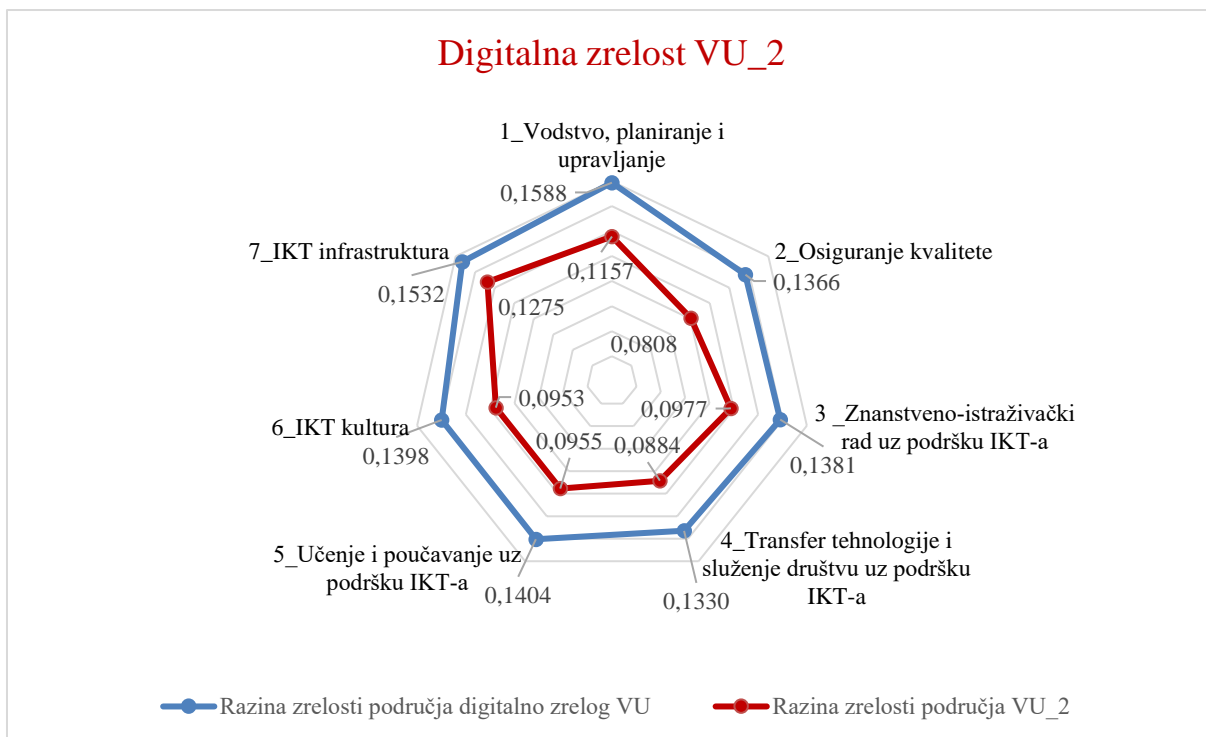 Digitalna zrelost VU_2
1_Vodstvo, planiranje i
upravljanje
0,1588
7_IKT infrastruktura
2_Osiguranje kvalitete
0,1157
0,1366
0,1532
0,1275
0,0808
0,0953
0,0977
3 _Znanstveno-istraživački
rad uz podršku IKT-a
6_IKT kultura
0,0955
0,0884
0,1398
0,1381
5_Učenje i poučavanje uz
podršku IKT-a
4_Transfer tehnologije i
služenje društvu uz podršku
IKT-a
0,1404
0,1330
Razina zrelosti područja digitalno zrelog VU
Razina zrelosti područja VU_2